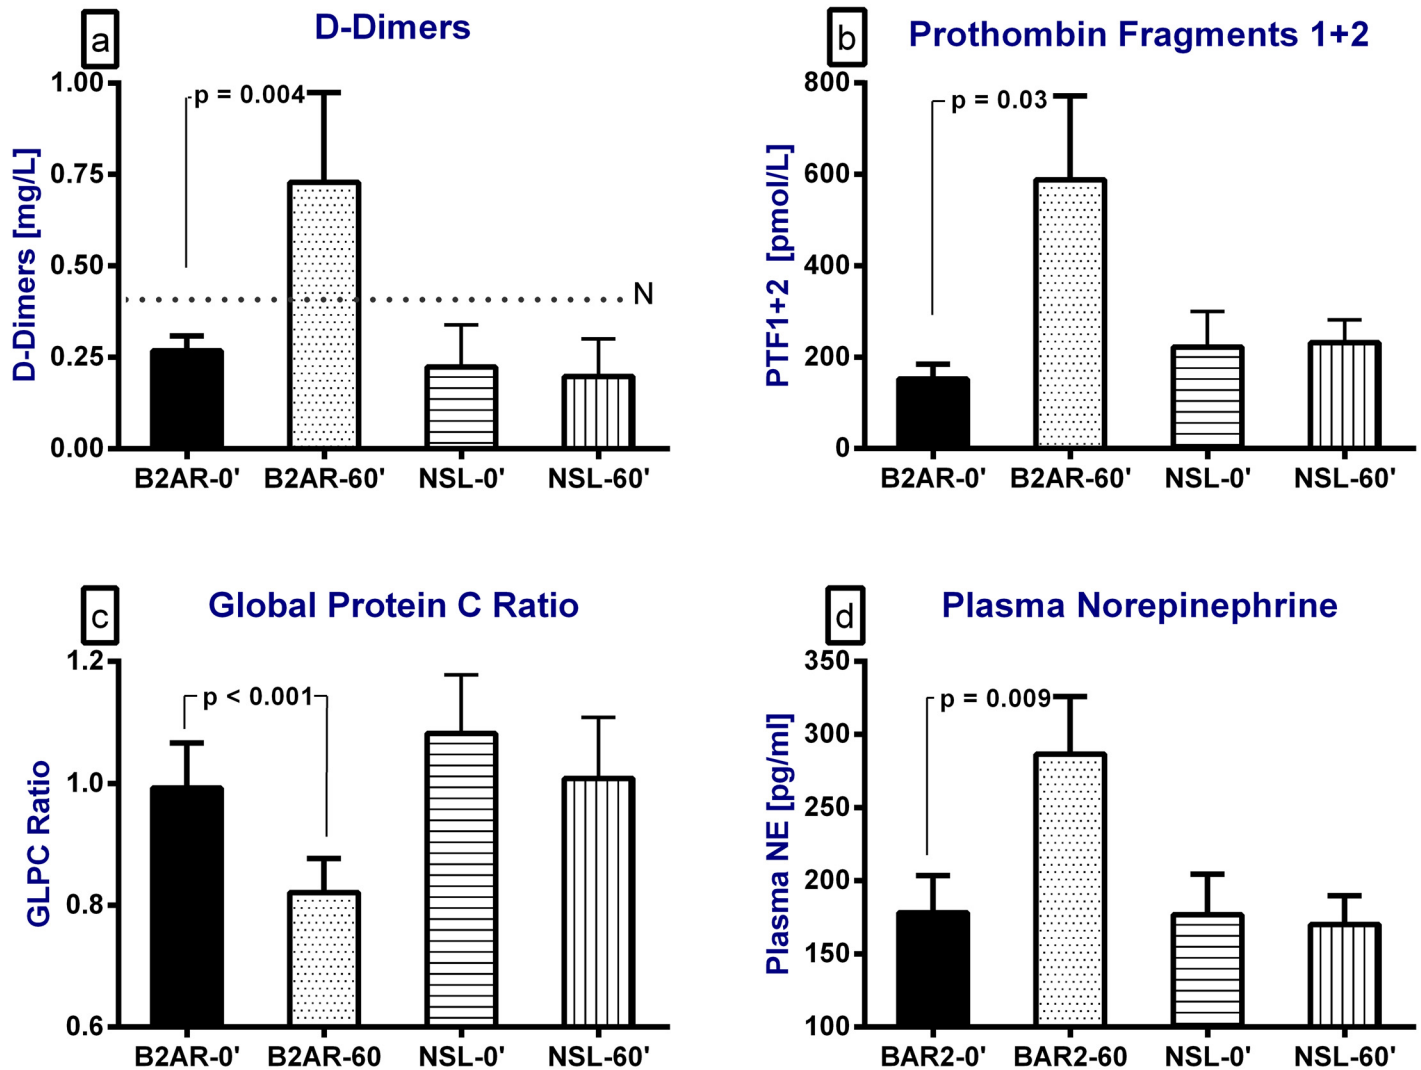 a
D-Dimers
D-Dimers [mg/L]
1.00
0.75
0.50
0.25
0.00
p = 0.004
N
B2AR-0' B2AR-60' NSL-0' NSL-60'
b
Prothombin Fragments 1+2
PTF1+2 [pmol/L]
800
600
400
200
0
p = 0.03
B2AR-0' B2AR-60' NSL-0' NSL-60'
c
Global Protein C Ratio
GLPC Ratio
1.2
1.0
0.8
0.6
p < 0.001
B2AR-0' B2AR-60 NSL-0' NSL-60'
d
Plasma Norepinephrine
Plasma NE [pg/ml]
350
300
250
200
150
100
p = 0.009
BAR2-0' BAR2-60 NSL-0' NSL-60'